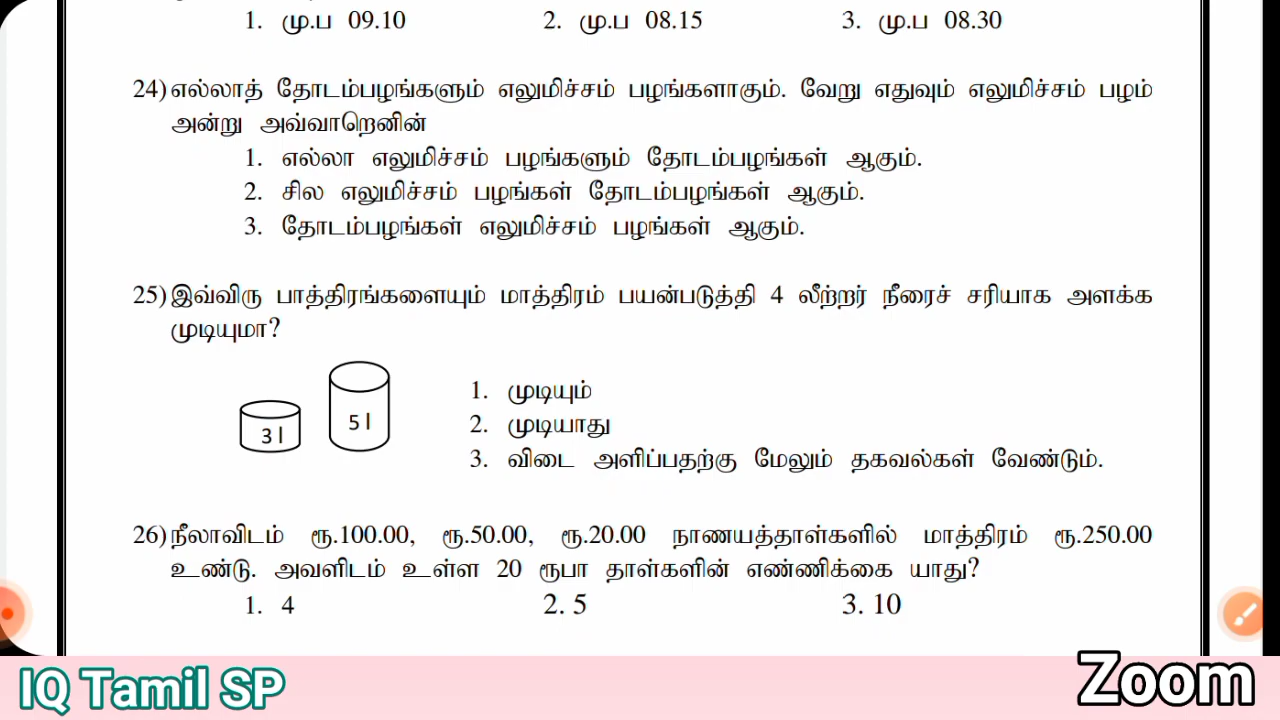 1. மு.ப 09.10 2. மு.ப 08.15 3. மு.ப 08.30
24) எல்லாத் தோடம்பழங்களும் எலுமிச்சம் பழங்களாகும். வேறு எதுவும் எலுமிச்சம் பழம்
அன்று அவ்வாறெனின்
1. எல்லா எலுமிச்சம் பழங்களும் தோடம்பழங்கள் ஆகும்.
2. சில எலுமிச்சம் பழங்கள் தோடம்பழங்கள் ஆகும்.
3. தோடம்பழங்கள் எலுமிச்சம் பழங்கள் ஆகும்.
25) இவ்விரு பாத்திரங்களையும் மாத்திரம் பயன்படுத்தி 4 லீற்றர் நீரைச் சரியாக அளக்க
முடியுமா?
3 l 5 l
1. முடியும்
2. முடியாது
3. விடை அளிப்பதற்கு மேலும் தகவல்கள் வேண்டும்.
26) நீலாவிடம் ரூ.100.00, ரூ.50.00, ரூ.20.00 நாணயத்தாள்களில் மாத்திரம் ரூ.250.00
உண்டு. அவளிடம் உள்ள 20 ரூபா தாள்களின் எண்ணிக்கை யாது?
1. 4 2. 5 3. 10
IQ Tamil SP Zoom